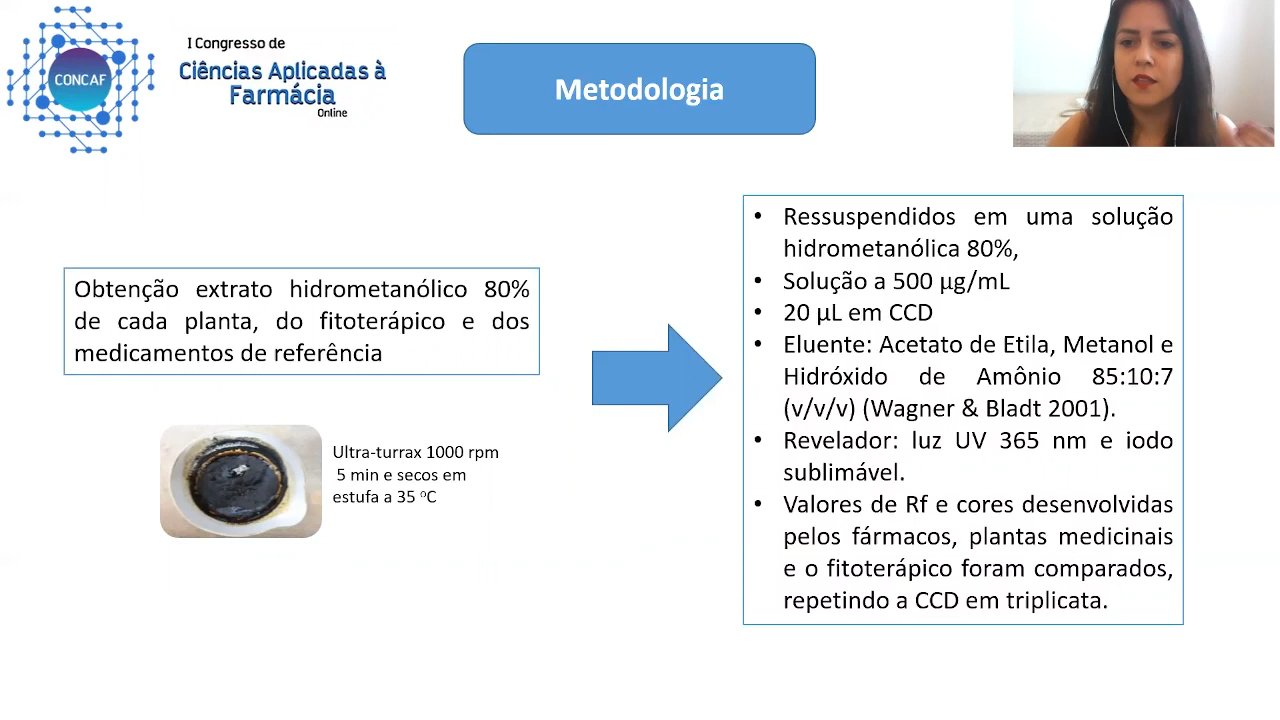 CONCAF
I Congresso de
Ciências Aplicadas à
Farmácia
Online
Metodologia
Obtenção extrato hidrometanólico 80%
de cada planta, do fitoterápico e dos
medicamentos de referência
Ultra-turrax 1000 rpm
5 min e secos em
estufa a 35 ºC
• Ressuspendidos em uma solução
hidrometanólica 80%,
• Solução a 500 µg/mL
• 20 µL em CCD
• Eluente: Acetato de Etila, Metanol e
Hidróxido de Amônio 85:10:7
(v/v/v) (Wagner & Bladt 2001).
• Revelador: luz UV 365 nm e iodo
sublimável.
• Valores de Rf e cores desenvolvidas
pelos fármacos, plantas medicinais
e o fitoterápico foram comparados,
repetindo a CCD em triplicata.